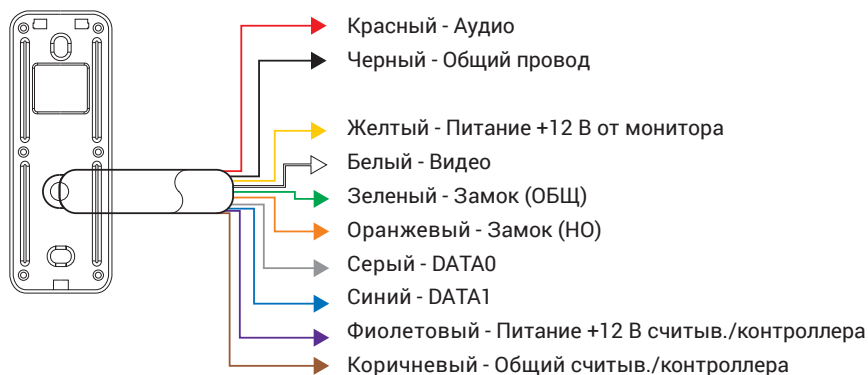 Красный - Аудио
Черный - Общий провод
Желтый - Питание +12 В от монитора
Белый - Видео
Зеленый - Замок (ОБЩ)
Оранжевый - Замок (НО)
Серый - DATA0
Синий - DATA1
Фиолетовый - Питание +12 В считыв./контроллера
Коричневый - Общий считыв./контроллера